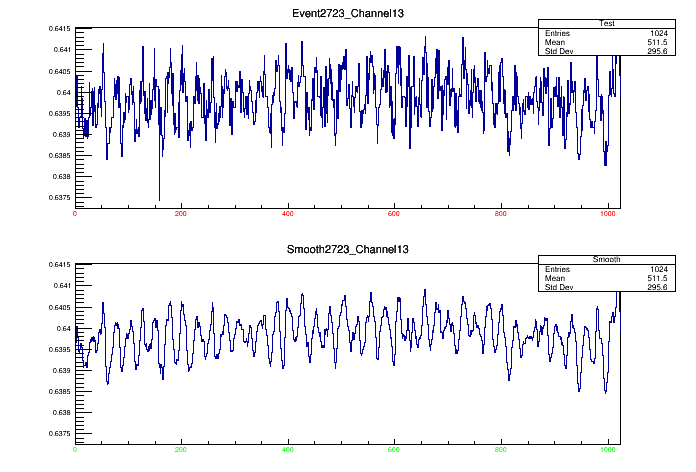 Event2723_Channel13
Test
Entries 1024
Mean 511.5
Std Dev 295.6
0.6415
0.641
0.6405
0.64
0.6395
0.639
0.6385
0.638
0.6375
0 200 400 600 800 1000
Smooth2723_Channel13
Smooth
Entries 1024
Mean 511.5
Std Dev 295.6
0.6415
0.641
0.6405
0.64
0.6395
0.639
0.6385
0.638
0.6375
0 200 400 600 800 1000